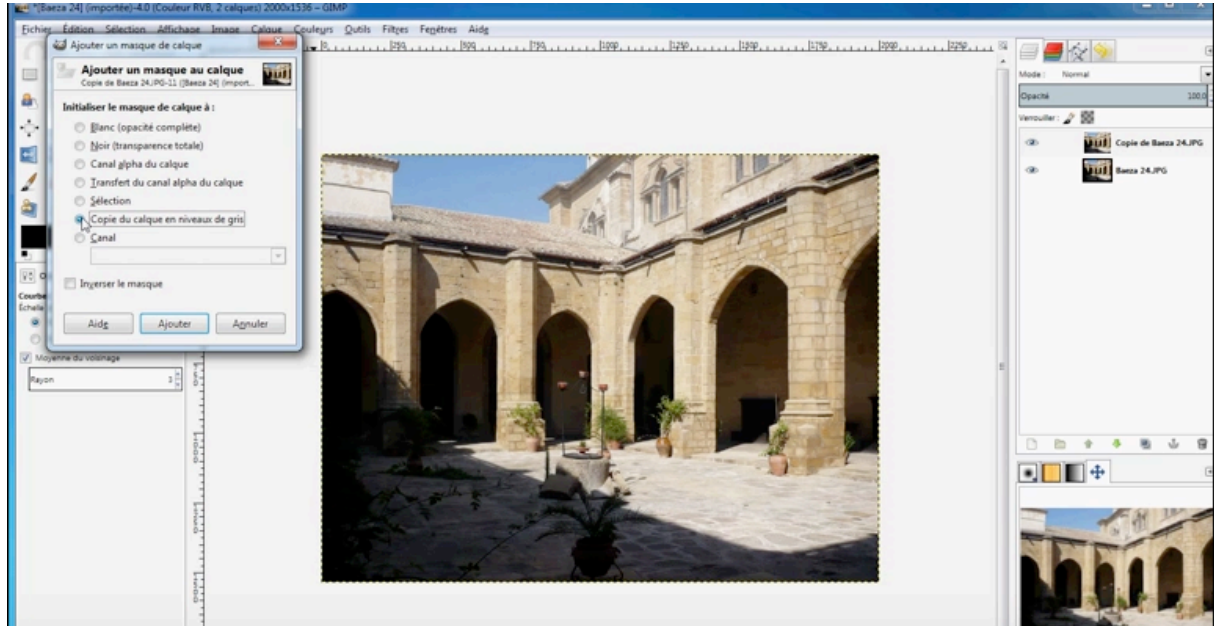 *[Baeza 24] (importée)-4.0 (Couleur RVB, 2 calques) 2000x1536 – GIMP
Fichier Édition Sélection Affichage Image Calque Couleurs Outils Filtres Fenêtres Aide
Ajouter un masque de calque
Ajouter un masque au calque
Copie de Baeza 24.JPG-11 ([Baeza 24] (import...
Initialiser le masque de calque à :
Blanc (opacité complète)
Noir (transparence totale)
Canal alpha du calque
Transfert du canal alpha du calque
Sélection
Copie du calque en niveaux de gris
Canal
Inverser le masque
Aide Ajouter Annuler
Courbe
Échelle
Moyenne du voisinage
Rayon 3
0 250 500 750 1000 1250 1500 1750 2000 2250
Mode : Normal
Opacité 100,0
Verrouiller :
Copie de Baeza 24.JPG
Baeza 24.JPG